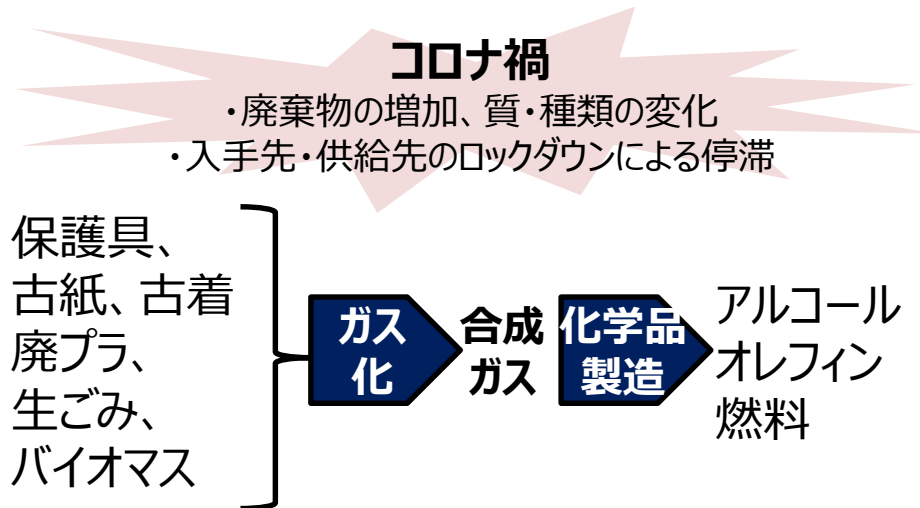 コロナ禍
・廃棄物の増加、質・種類の変化
・入手先・供給先のロックダウンによる停滞
保護具、
古紙、古着
廃プラ、
生ごみ、
バイオマス
ガス
化
合成
ガス
化学品
製造
アルコール
オレフィン
燃料